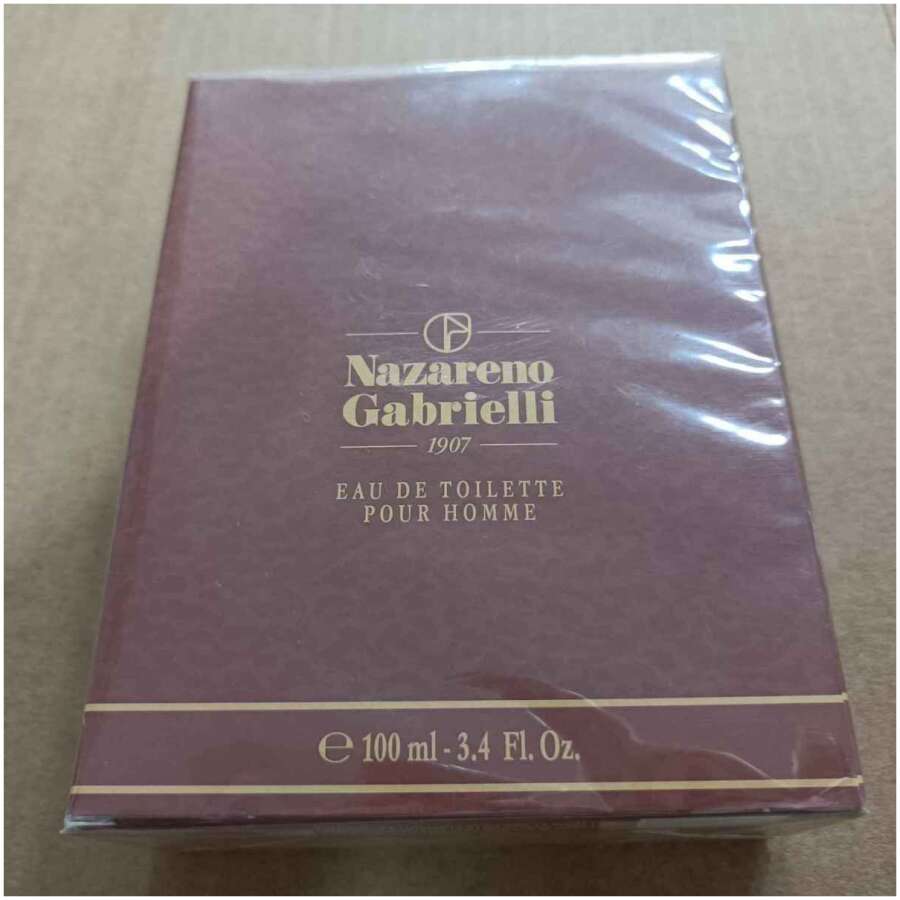 Nazareno
Gabrielli
1907
EAU DE TOILETTE
POUR HOMME
℮ 100 ml - 3.4 Fl. Oz.